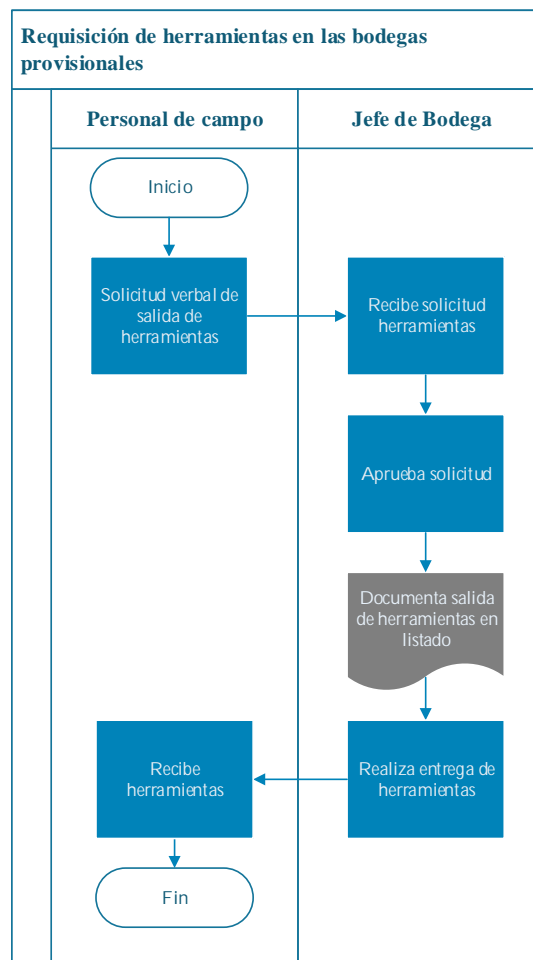 Requisición de herramientas en las bodegas
provisionales
Personal de campo
Jefe de Bodega
Inicio
Solicitud verbal de
salida de
herramientas
Recibe solicitud
herramientas
Aprueba solicitud
Documenta salida
de herramientas en
listado
Realiza entrega de
herramientas
Recibe
herramientas
Fin